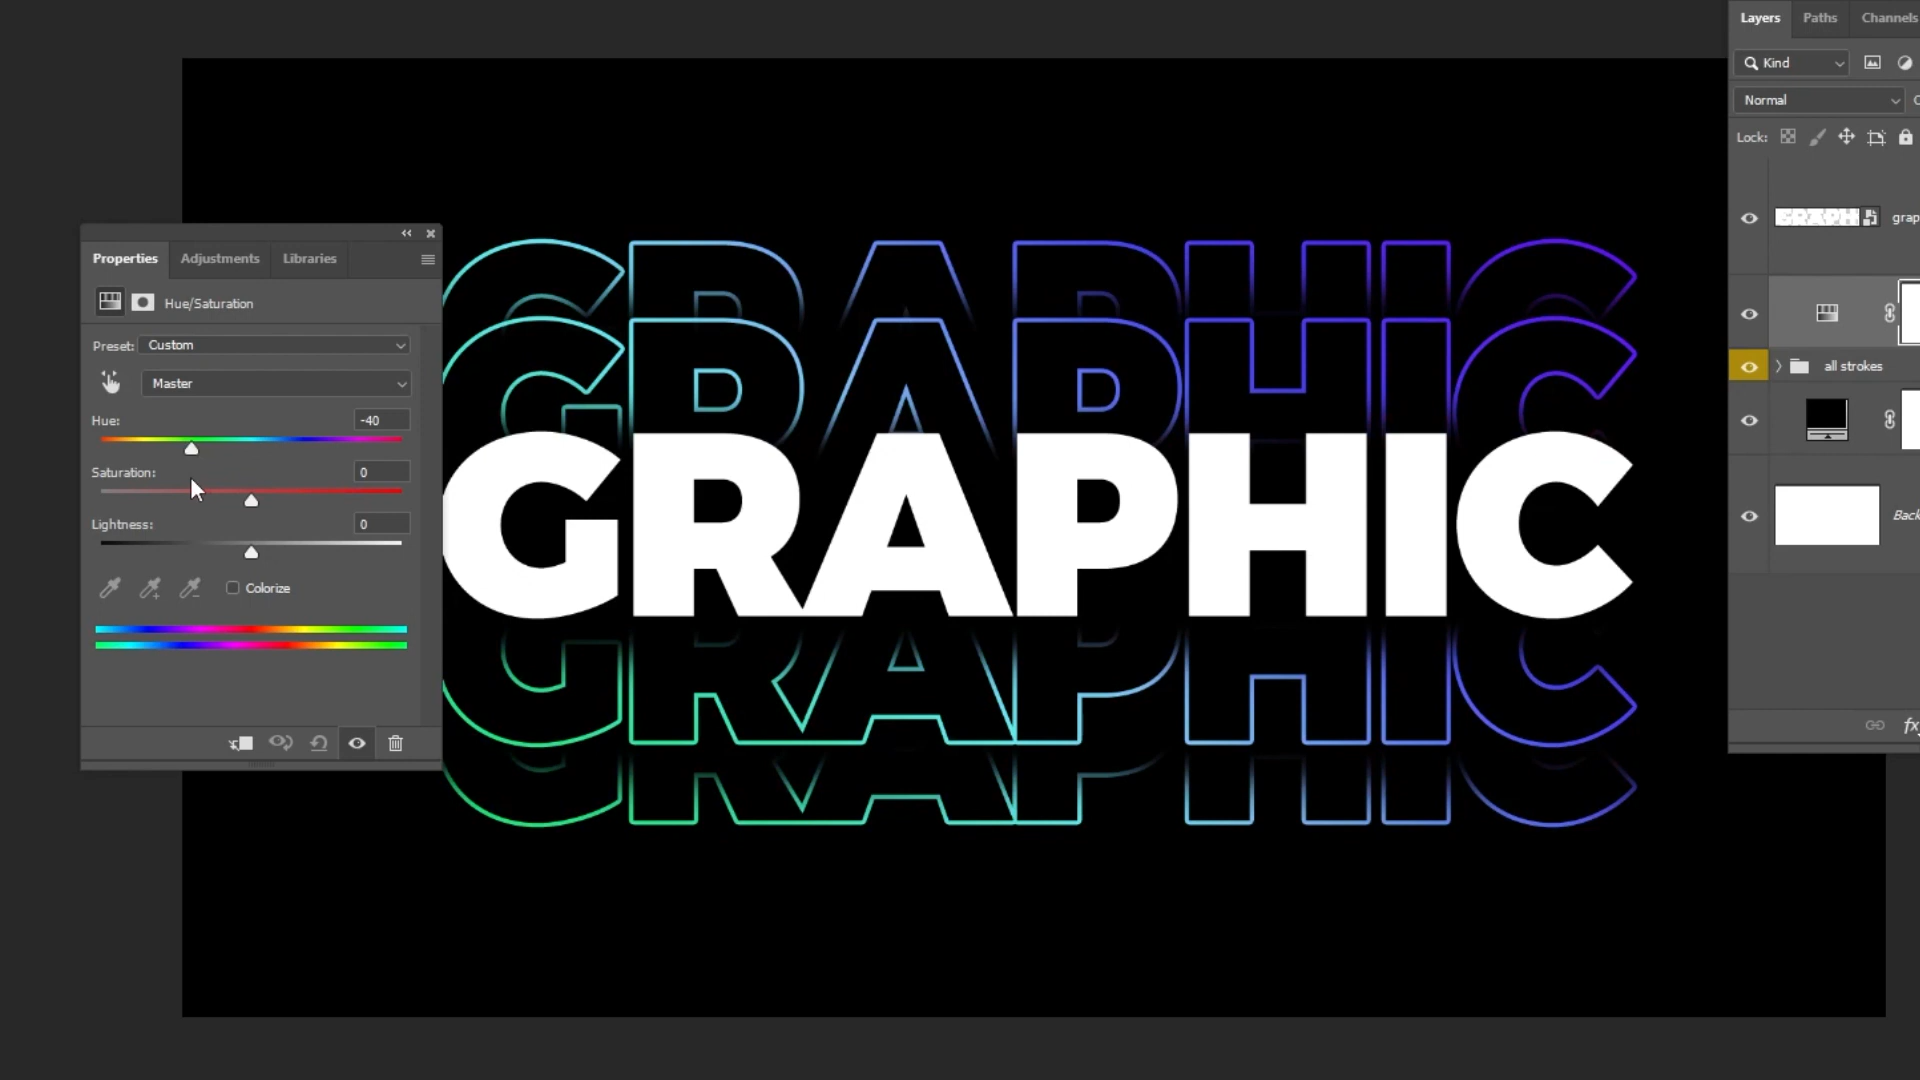 Layers Paths Channels
Kind
Normal
Lock:
grap
all strokes
Back
fx
Properties Adjustments Libraries
Hue/Saturation
Preset: Custom
Master
Hue: -40
Saturation: 0
Lightness: 0
Colorize
GRAPHIC
GRAPHIC
GRAPHIC
GRAPHIC
GRAPHIC